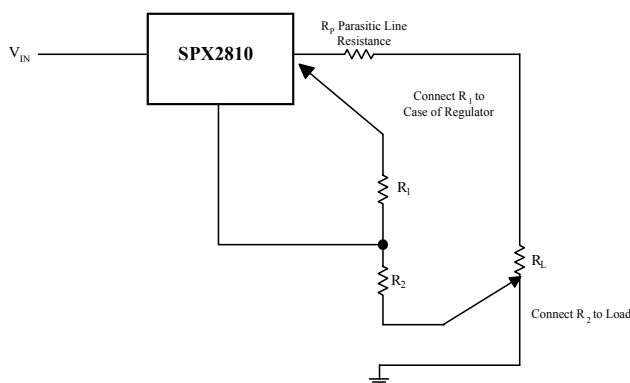 R_P Parasitic Line
Resistance
V_IN
SPX2810
Connect R_1 to
Case of Regulator
R_1
R_2
R_L
Connect R_2 to Load